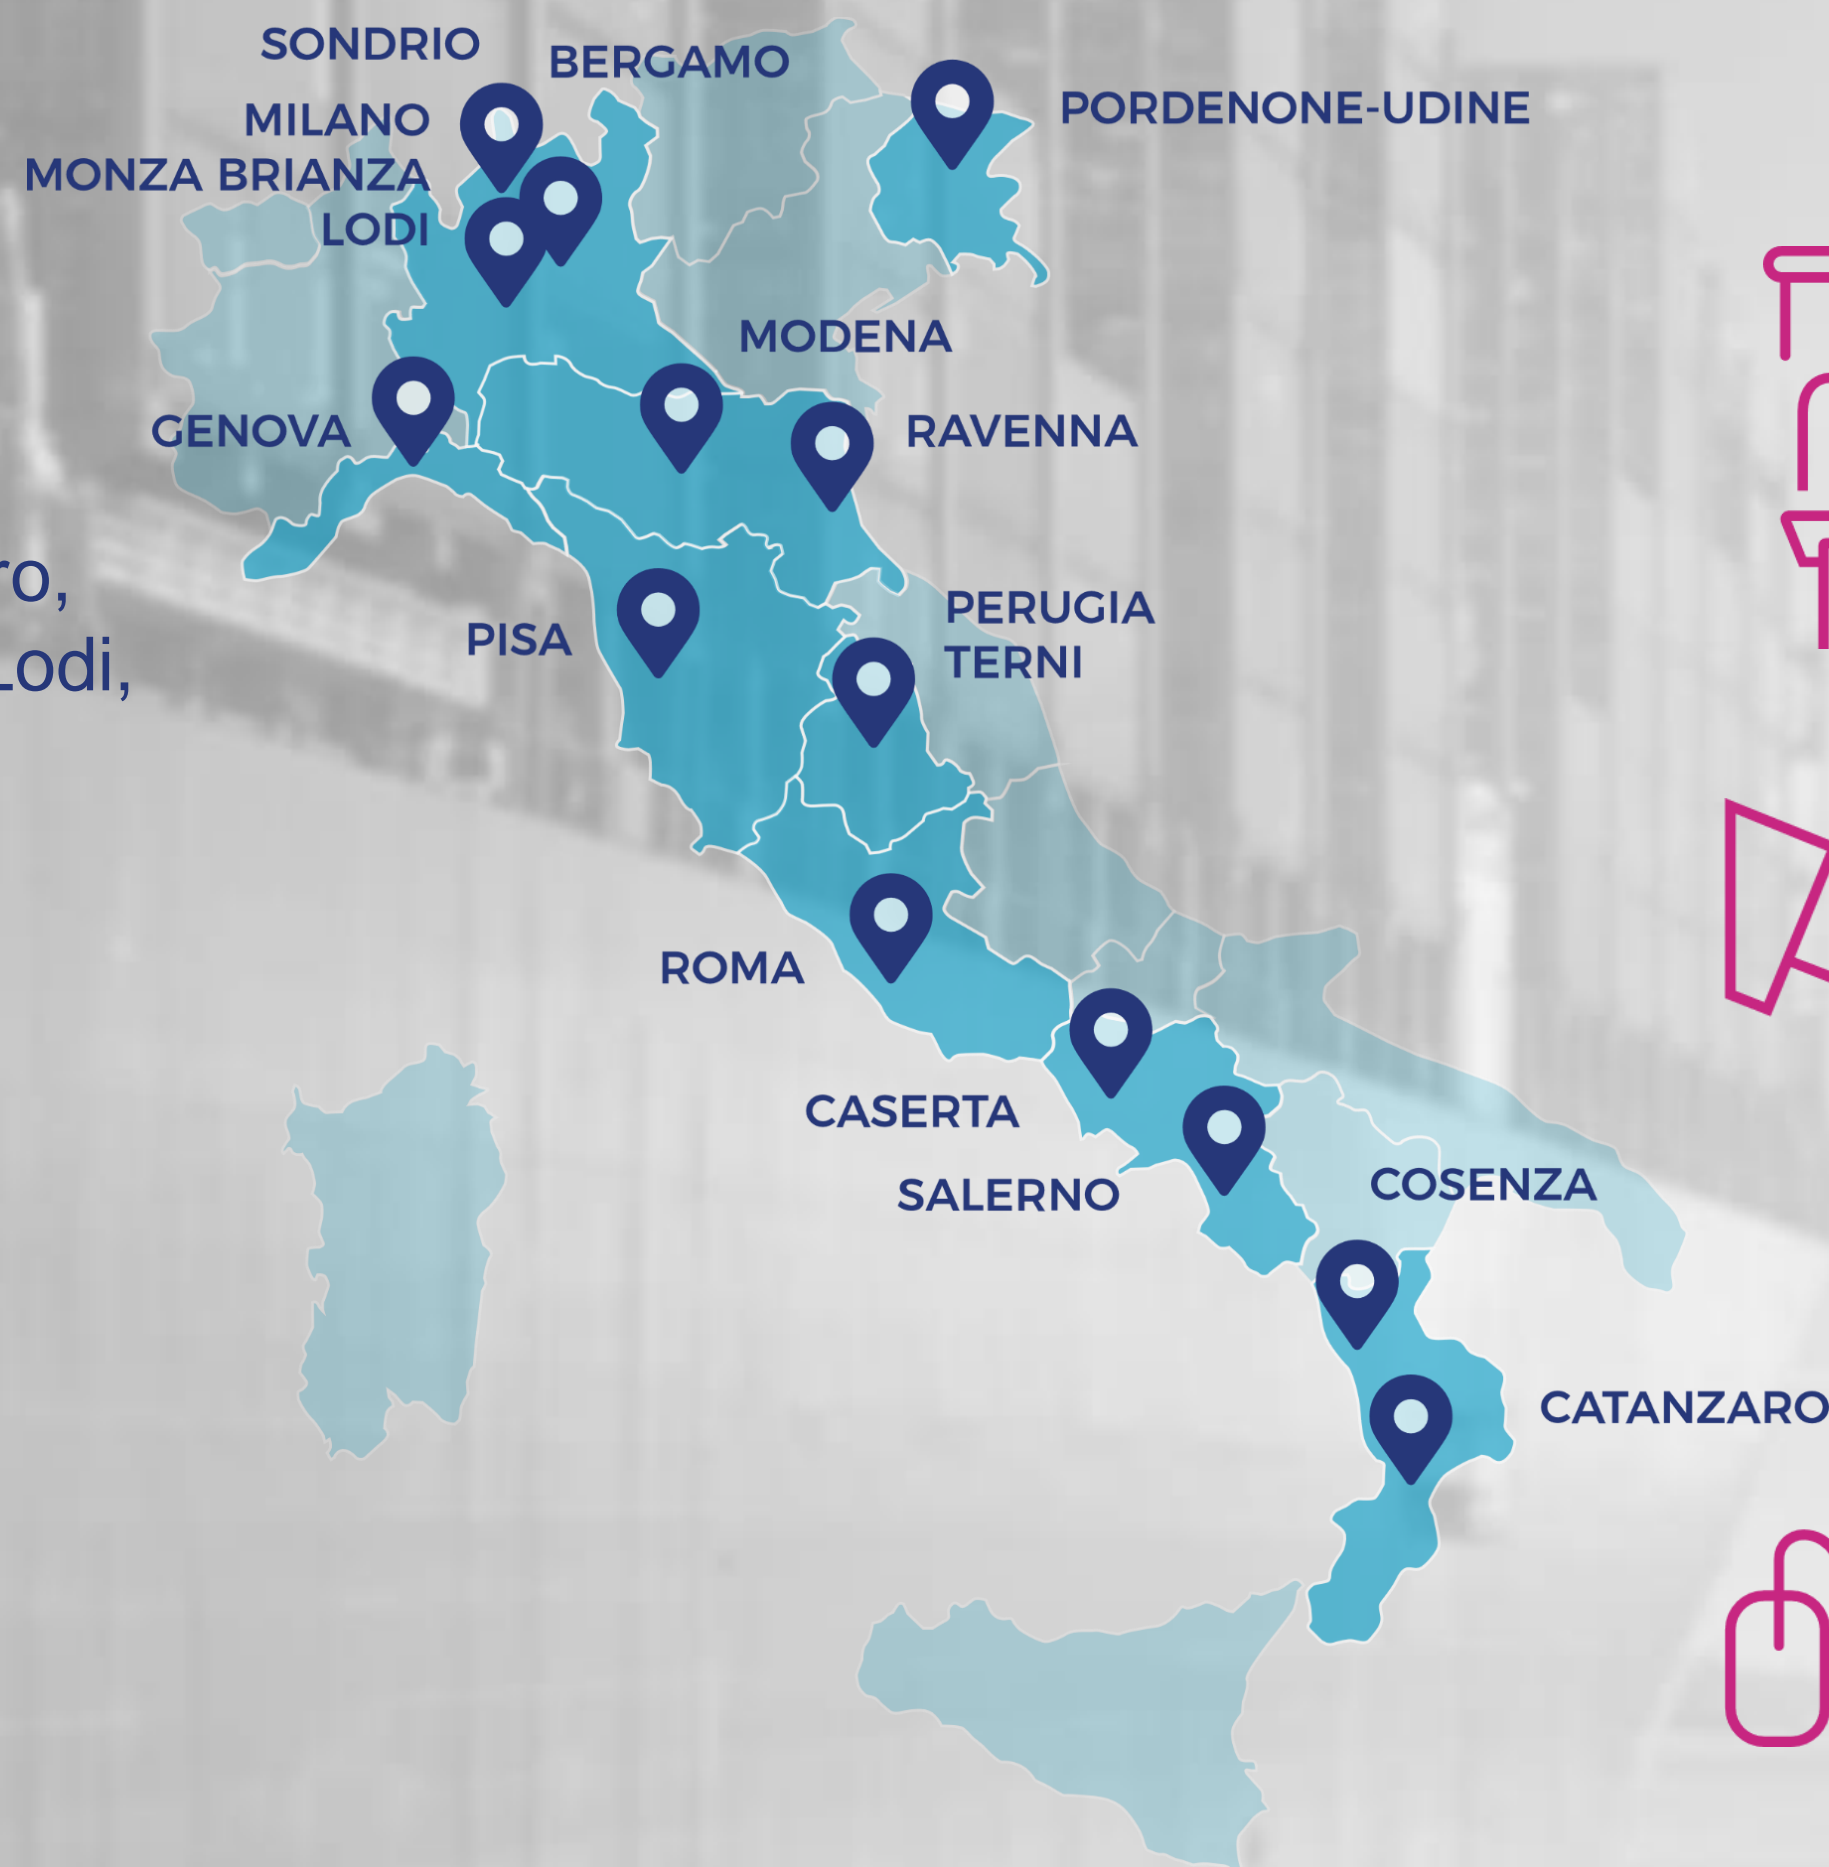 SONDRIO
BERGAMO
MILANO
MONZA BRIANZA
LODI
PORDENONE-UDINE
MODENA
GENOVA
RAVENNA
ro,
Lodi,
PISA
PERUGIA
TERNI
ROMA
CASERTA
SALERNO
COSENZA
CATANZARO